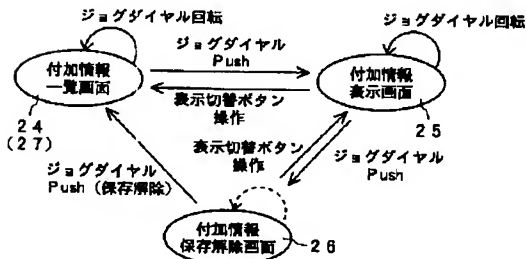 ジョグダイヤル回転
ジョグダイヤル回転
ジョグダイヤル
Push
付加情報
一覧画面
付加情報
表示画面
表示切替ボタン
操作
24
(27)
25
表示切替ボタン
操作
ジョグダイヤル
Push
ジョグダイヤル
Push(保存解除)
付加情報
保存解除画面
26